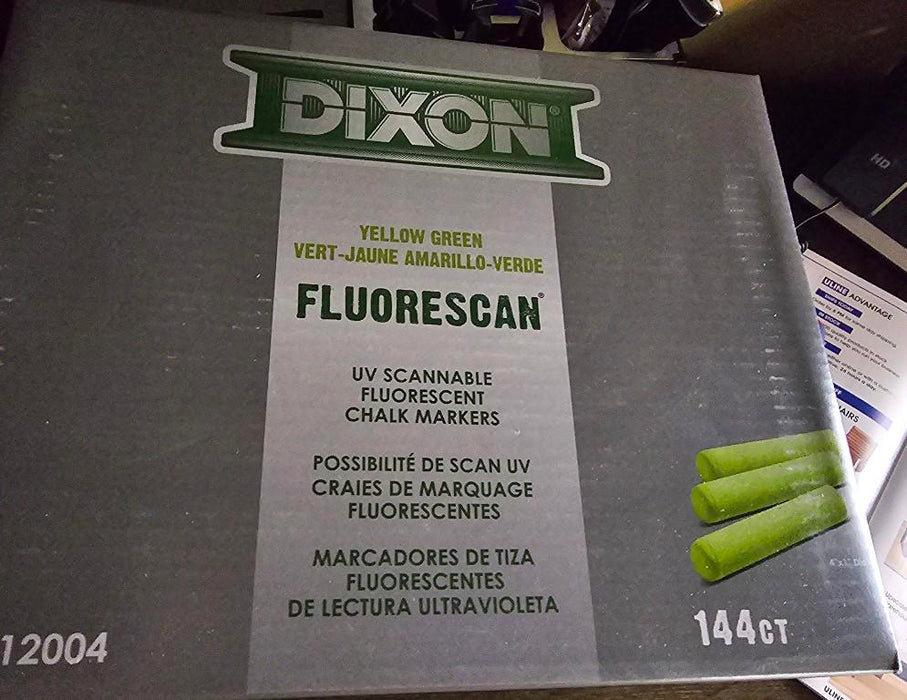 DIXON®
YELLOW GREEN
VERT-JAUNE AMARILLO-VERDE
FLUORESCAN®
UV SCANNABLE
FLUORESCENT
CHALK MARKERS
POSSIBILITÉ DE SCAN UV
CRAIES DE MARQUAGE
FLUORESCENTES
MARCADORES DE TIZA
FLUORESCENTES
DE LECTURA ULTRAVIOLETA
12004
144CT
HD
ULINE ADVANTAGE